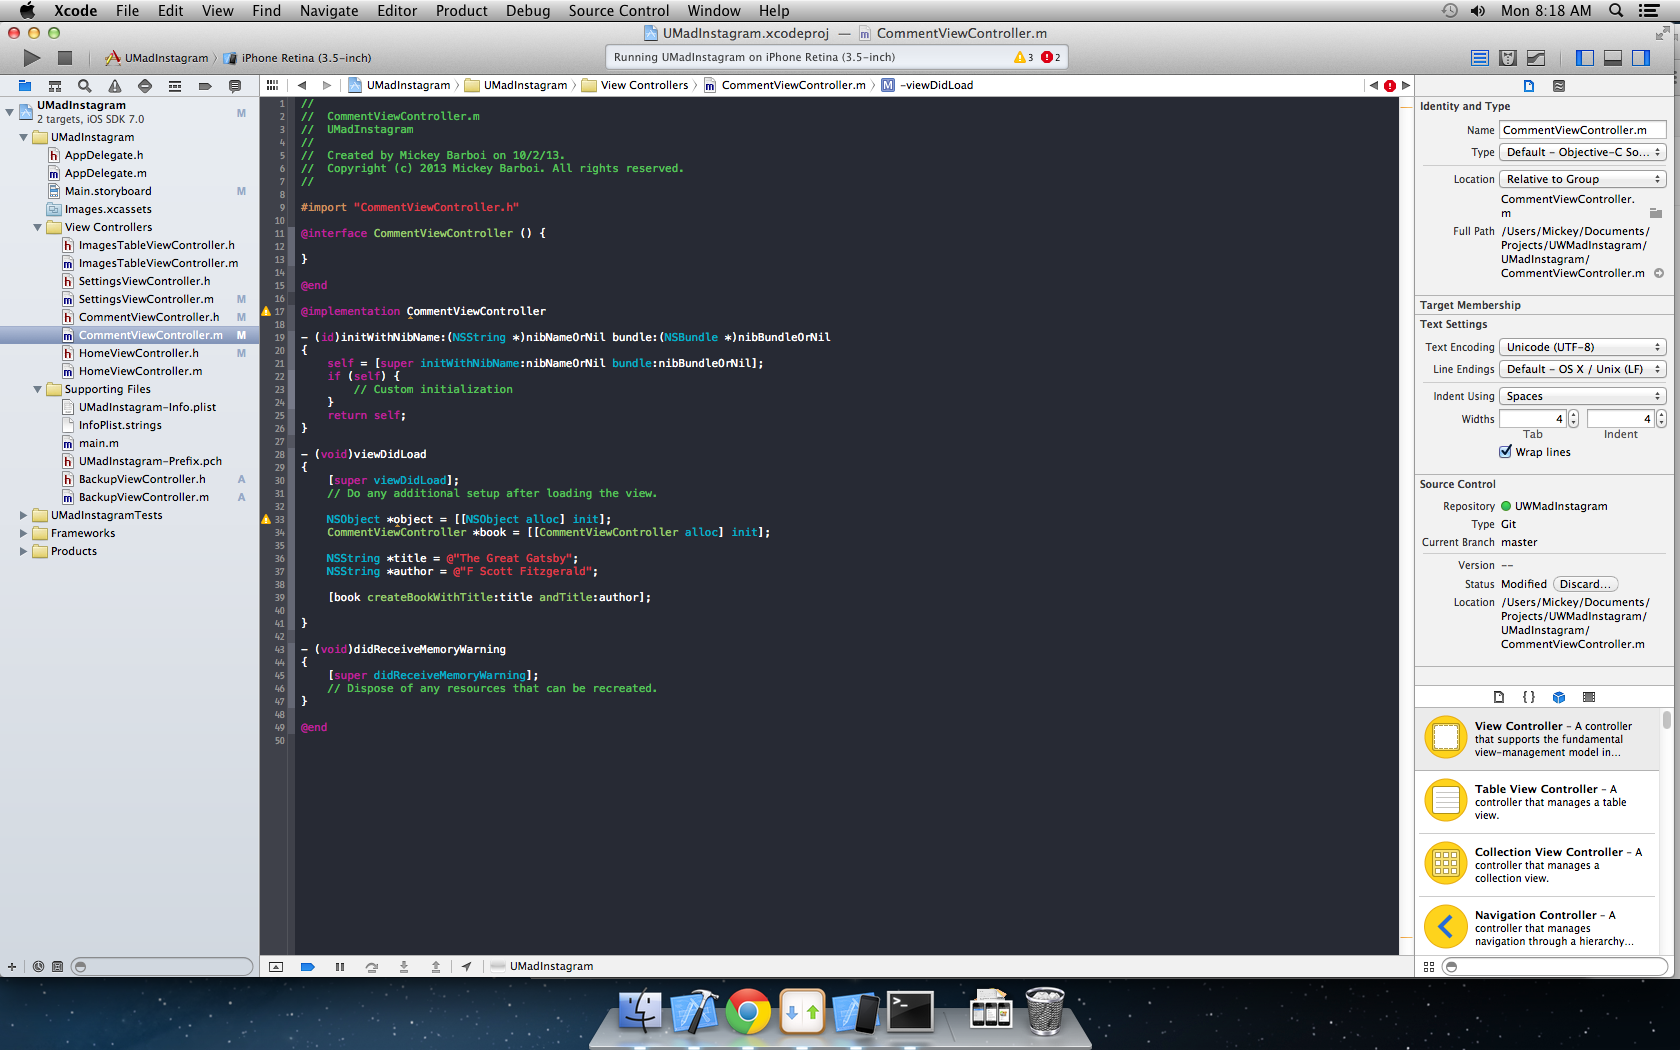 Xcode File Edit View Find Navigate Editor Product Debug Source Control Window Help Mon 8:18 AM
UMadInstagram.xcodeproj — CommentViewController.m
UMadInstagram 〉 iPhone Retina (3.5-inch)
Running UMadInstagram on iPhone Retina (3.5-inch) 3 2
UMadInstagram 〉 UMadInstagram 〉 View Controllers 〉 CommentViewController.m 〉 M -viewDidLoad
UMadInstagram M
2 targets, iOS SDK 7.0
UMadInstagram
h AppDelegate.h
m AppDelegate.m
Main.storyboard M
Images.xcassets
View Controllers
h ImagesTableViewController.h
m ImagesTableViewController.m
h SettingsViewController.h
m SettingsViewController.m M
h CommentViewController.h M
m CommentViewController.m M
h HomeViewController.h M
m HomeViewController.m
Supporting Files
UMadInstagram-Info.plist
InfoPlist.strings
m main.m
h UMadInstagram-Prefix.pch
h BackupViewController.h A
m BackupViewController.m A
UMadInstagramTests
Frameworks
Products
1 //
2 //  CommentViewController.m
3 //  UMadInstagram
4 //
5 //  Created by Mickey Barboi on 10/2/13.
6 //  Copyright (c) 2013 Mickey Barboi. All rights reserved.
7 //
8
9 #import "CommentViewController.h"
10
11 @interface CommentViewController () {
12
13 }
14
15 @end
16
17 @implementation CommentViewController
18
19 - (id)initWithNibName:(NSString *)nibNameOrNil bundle:(NSBundle *)nibBundleOrNil
20 {
21     self = [super initWithNibName:nibNameOrNil bundle:nibBundleOrNil];
22     if (self) {
23         // Custom initialization
24     }
25     return self;
26 }
27
28 - (void)viewDidLoad
29 {
30     [super viewDidLoad];
31     // Do any additional setup after loading the view.
32
33     NSObject *object = [[NSObject alloc] init];
34     CommentViewController *book = [[CommentViewController alloc] init];
35
36     NSString *title = @"The Great Gatsby";
37     NSString *author = @"F Scott Fitzgerald";
38
39     [book createBookWithTitle:title andTitle:author];
40
41 }
42
43 - (void)didReceiveMemoryWarning
44 {
45     [super didReceiveMemoryWarning];
46     // Dispose of any resources that can be recreated.
47 }
48
49 @end
50
UMadInstagram
Identity and Type
Name CommentViewController.m
Type Default - Objective-C So...
Location Relative to Group
CommentViewController.
m
Full Path /Users/Mickey/Documents/
Projects/UWMadInstagram/
UMadInstagram/
CommentViewController.m
Target Membership
Text Settings
Text Encoding Unicode (UTF-8)
Line Endings Default - OS X / Unix (LF)
Indent Using Spaces
Widths 4 4
Tab Indent
Wrap lines
Source Control
Repository UWMadInstagram
Type Git
Current Branch master
Version --
Status Modified Discard...
Location /Users/Mickey/Documents/
Projects/UWMadInstagram/
UMadInstagram/
CommentViewController.m
{ }
View Controller - A controller
that supports the fundamental
view-management model in...
Table View Controller - A
controller that manages a table
view.
Collection View Controller - A
controller that manages a
collection view.
Navigation Controller - A
controller that manages
navigation through a hierarchy...
>_